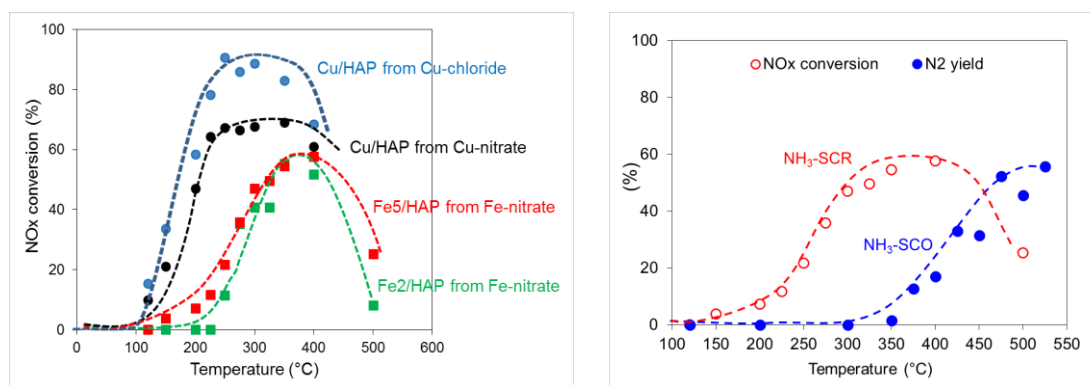 100
80
60
40
20
0
NOx conversion (%)
Cu/HAP from Cu-chloride
Cu/HAP from Cu-nitrate
Fe5/HAP from Fe-nitrate
Fe2/HAP from Fe-nitrate
0 100 200 300 400 500 600
Temperature (°C)
100
80
60
40
20
0
(%)
NOx conversion N2 yield
NH₃-SCR
NH₃-SCO
100 150 200 250 300 350 400 450 500 550
Temperature (°C)